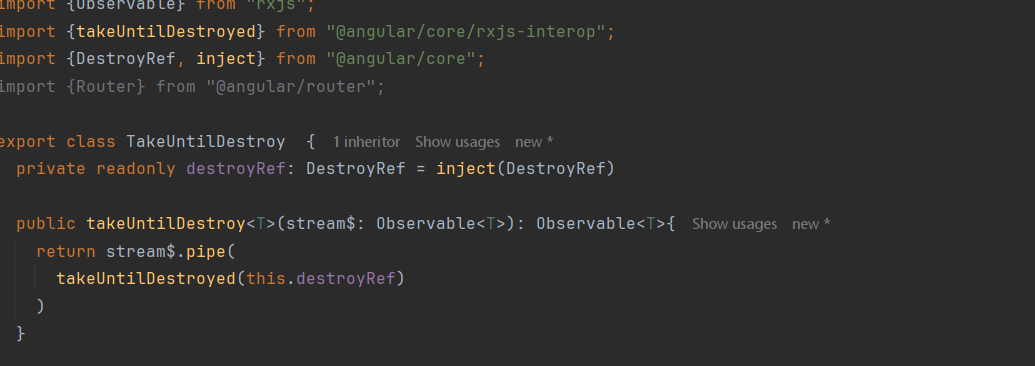 import {Observable} from "rxjs";
import {takeUntilDestroyed} from "@angular/core/rxjs-interop";
import {DestroyRef, inject} from "@angular/core";
import {Router} from "@angular/router";
export class TakeUntilDestroy { 1 inheritor Show usages new *
private readonly destroyRef: DestroyRef = inject(DestroyRef)
public takeUntilDestroy<T>(stream$: Observable<T>): Observable<T>{ Show usages new *
return stream$.pipe(
takeUntilDestroyed(this.destroyRef)
)
}